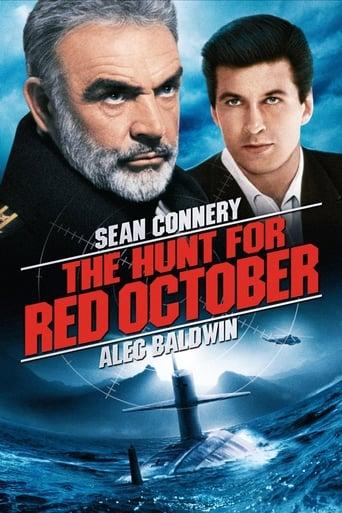 SEAN CONNERY
THE HUNT FOR
RED OCTOBER
ALEC BALDWIN